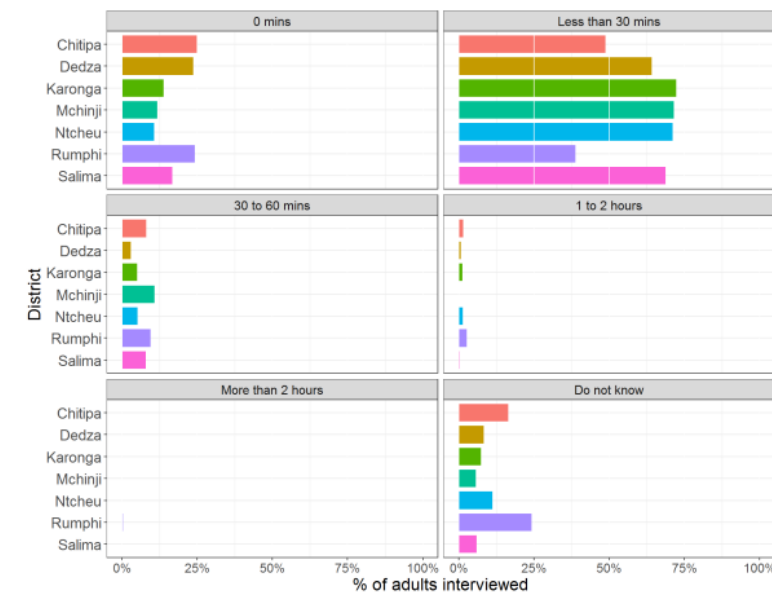 0 mins
Less than 30 mins
Chitipa
Dedza
Karonga
Mchinji
Ntcheu
Rumphi
Salima
30 to 60 mins
1 to 2 hours
Chitipa
Dedza
Karonga
Mchinji
Ntcheu
Rumphi
Salima
District
More than 2 hours
Do not know
Chitipa
Dedza
Karonga
Mchinji
Ntcheu
Rumphi
Salima
0% 25% 50% 75% 100% 0% 25% 50% 75% 100%
% of adults interviewed